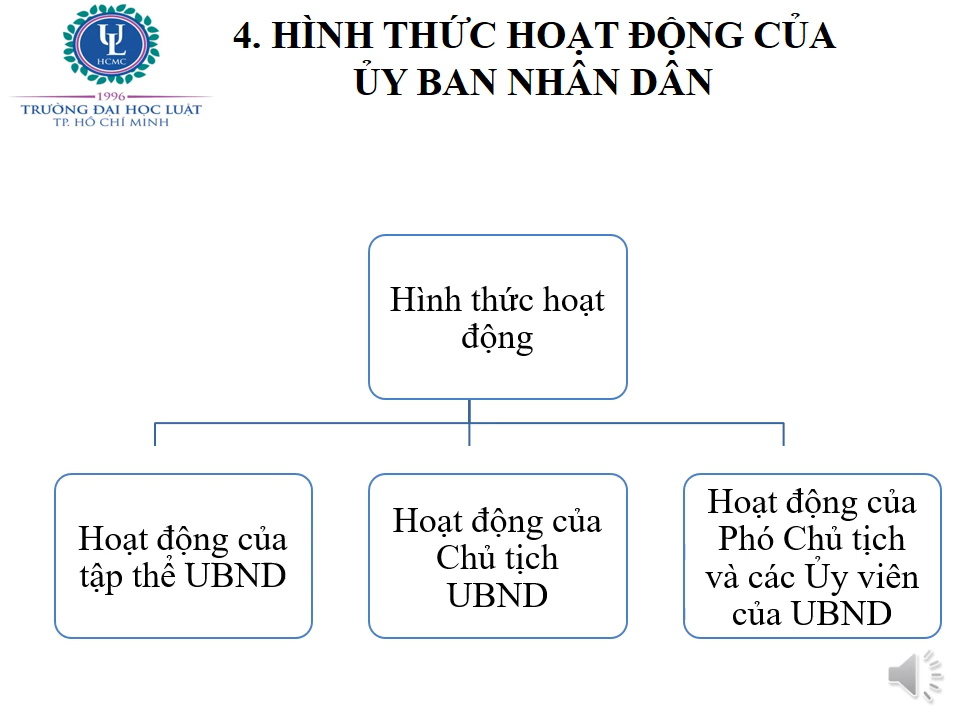 UL
HCMC
1996
TRƯỜNG ĐẠI HỌC LUẬT
TP. HỒ CHÍ MINH
4. HÌNH THỨC HOẠT ĐỘNG CỦA
ỦY BAN NHÂN DÂN
Hình thức hoạt
động
Hoạt động của
tập thể UBND
Hoạt động của
Chủ tịch
UBND
Hoạt động của
Phó Chủ tịch
và các Ủy viên
của UBND